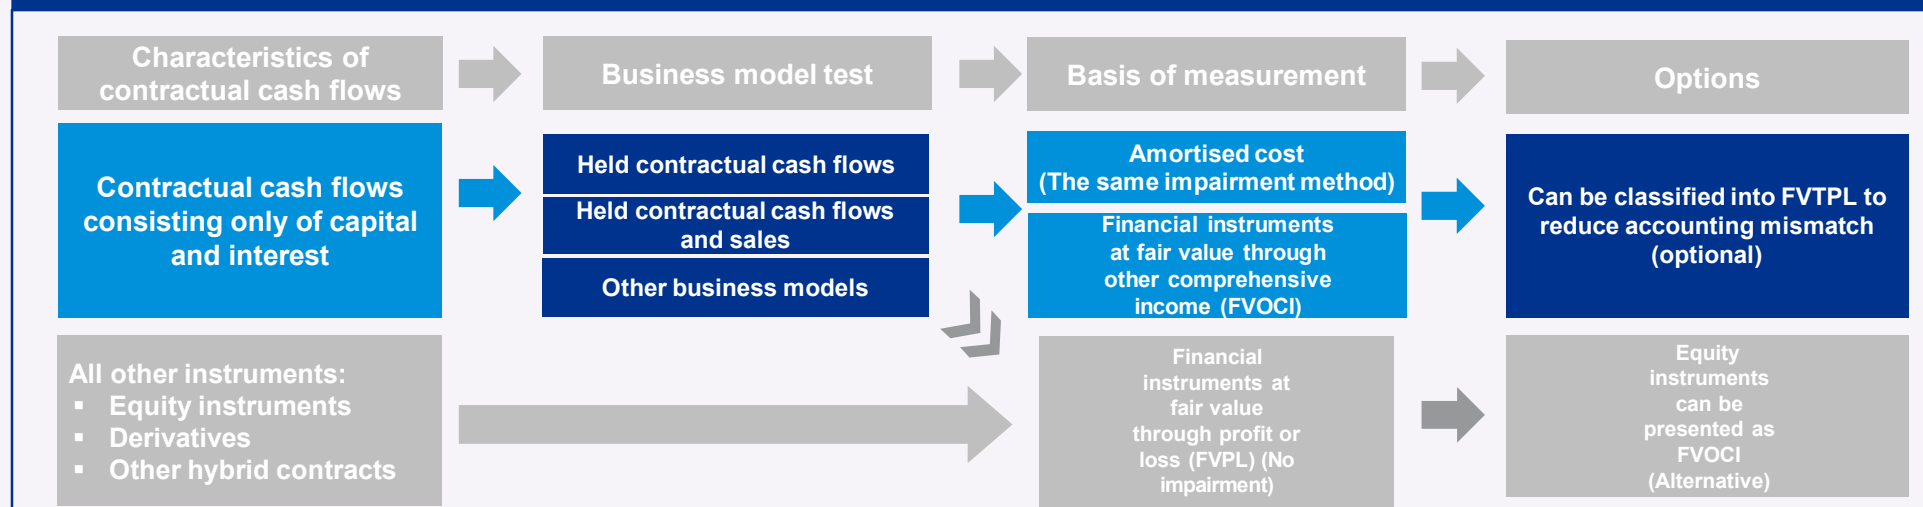 Characteristics of
contractual cash flows
Business model test
Basis of measurement
Options
Contractual cash flows
consisting only of capital
and interest
Held contractual cash flows
Held contractual cash flows
and sales
Other business models
Amortised cost
(The same impairment method)
Financial instruments
at fair value through
other comprehensive
income (FVOCI)
Can be classified into FVTPL to
reduce accounting mismatch
(optional)
All other instruments:
▪ Equity instruments
▪ Derivatives
▪ Other hybrid contracts
Financial
instruments at
fair value
through profit or
loss (FVPL) (No
impairment)
Equity
instruments
can be
presented as
FVOCI
(Alternative)